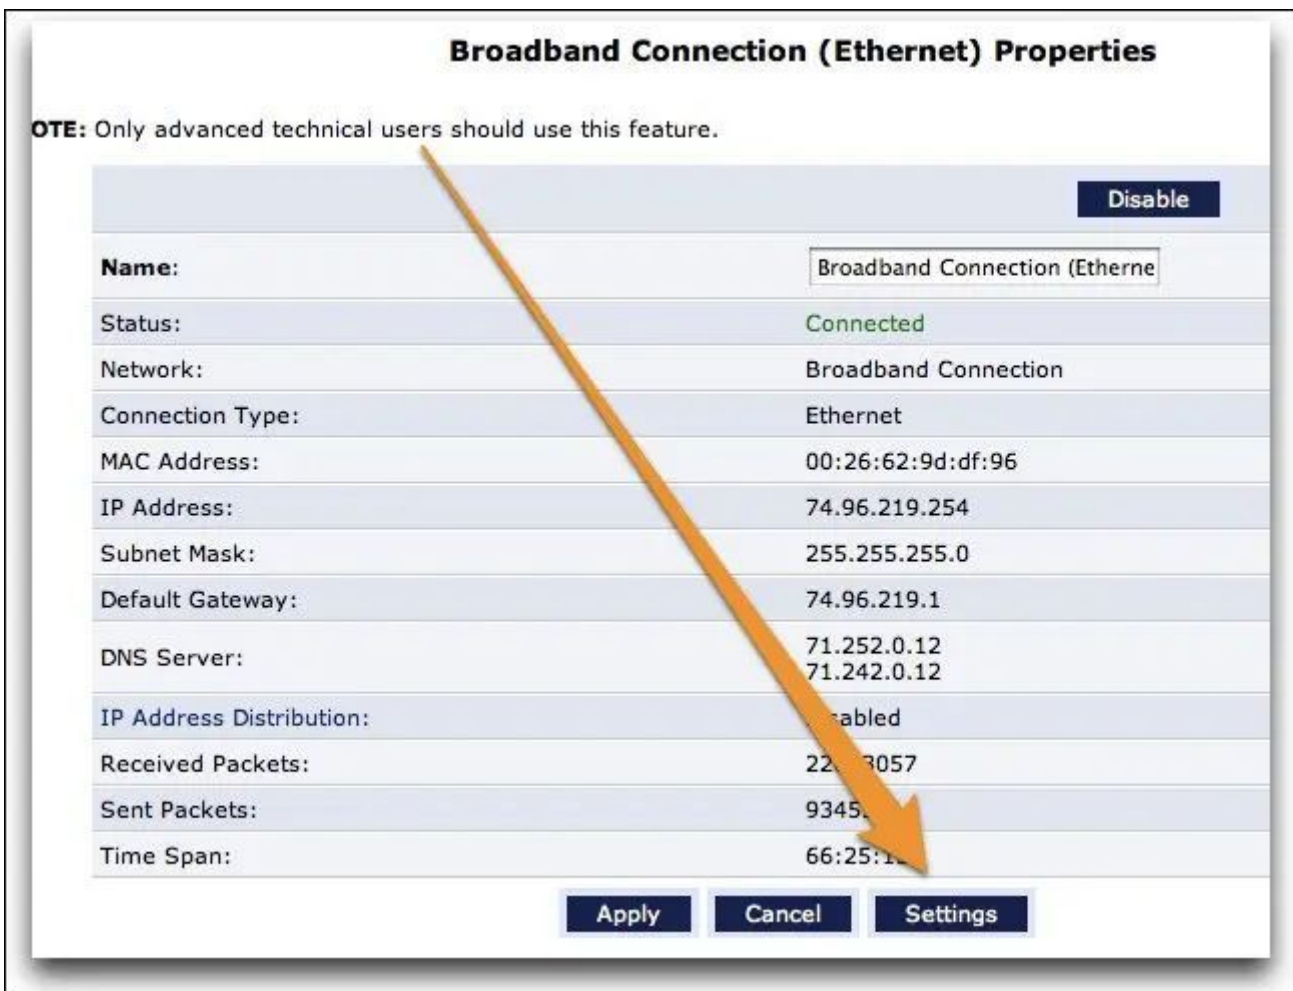 Broadband Connection (Ethernet) Properties
OTE: Only advanced technical users should use this feature.
Disable
Name: Broadband Connection (Etherne
Status: Connected
Network: Broadband Connection
Connection Type: Ethernet
MAC Address: 00:26:62:9d:df:96
IP Address: 74.96.219.254
Subnet Mask: 255.255.255.0
Default Gateway: 74.96.219.1
DNS Server: 71.252.0.12
71.242.0.12
IP Address Distribution:
Received Packets:
Sent Packets:
Time Span:
Apply Cancel Settings